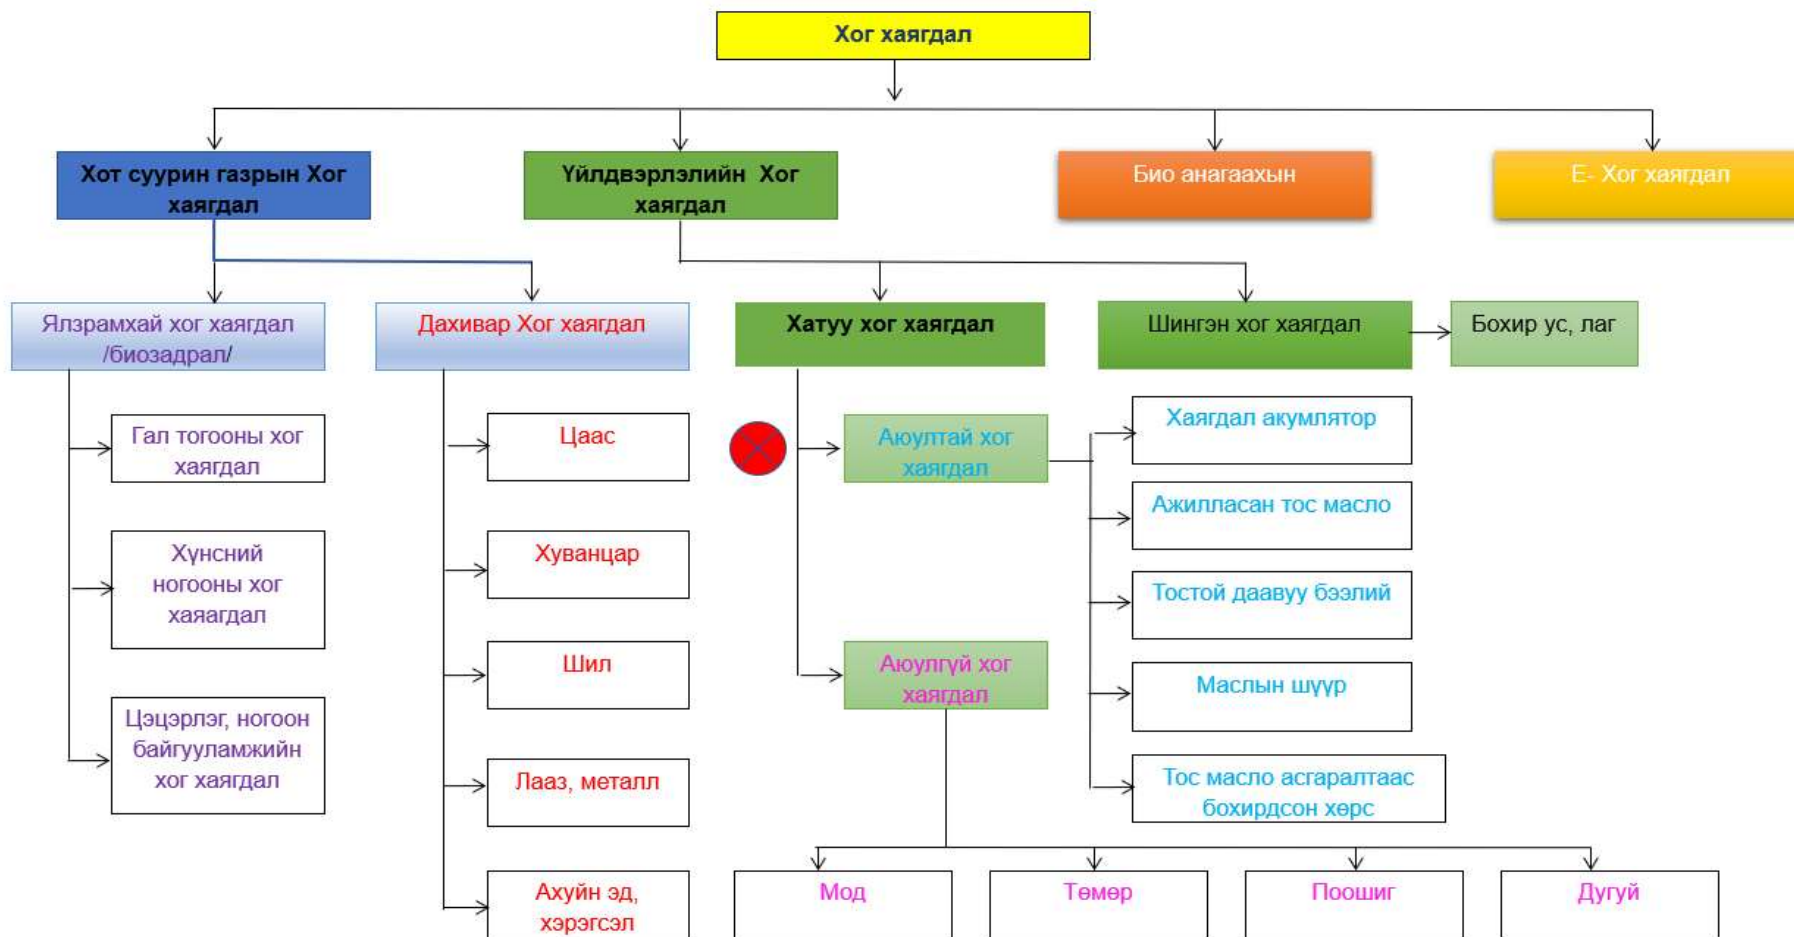 Хог хаягдал
Хот суурин газрын Хог
хаягдал
Үйлдвэрлэлийн Хог
хаягдал
Био анагаахын
Е- Хог хаягдал
Ялзрамхай хог хаягдал
/биозадрал/
Дахивар Хог хаягдал
Хатуу хог хаягдал
Шингэн хог хаягдал
Бохир ус, лаг
Гал тогооны хог
хаягдал
Хүнсний
ногооны хог
хаяагдал
Цэцэрлэг, ногоон
байгууламжийн
хог хаягдал
Цаас
Хуванцар
Шил
Лааз, металл
Ахуйн эд,
хэрэгсэл
Аюултай хог
хаягдал
Хаягдал акумлятор
Ажилласан тос масло
Тостой даавуу бээлий
Маслын шүүр
Тос масло асгаралтаас
бохирдсон хөрс
Аюулгүй хог
хаягдал
Мод
Төмөр
Поошиг
Дугуй